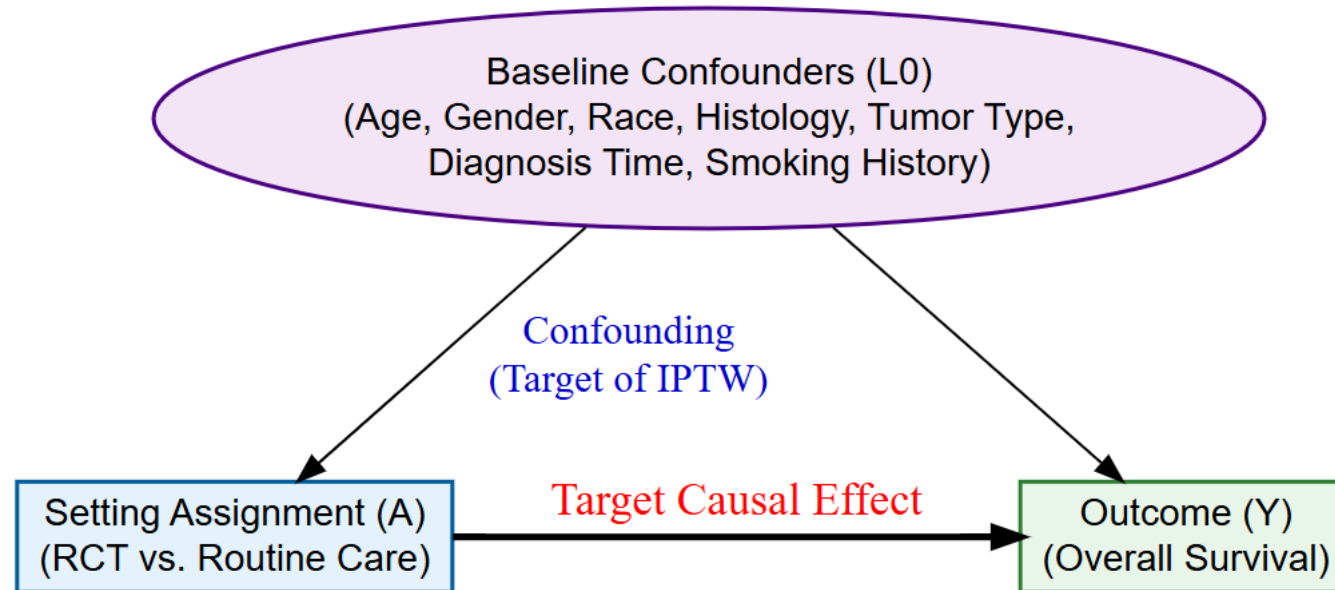 Baseline Confounders (L0)
(Age, Gender, Race, Histology, Tumor Type,
Diagnosis Time, Smoking History)
Confounding
(Target of IPTW)
Setting Assignment (A)
(RCT vs. Routine Care)
Target Causal Effect
Outcome (Y)
(Overall Survival)